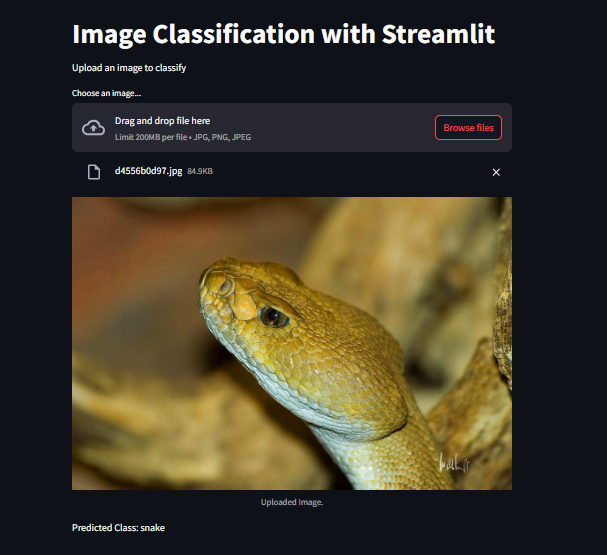 Image Classification with Streamlit
Upload an image to classify
Choose an image...
Drag and drop file here
Limit 200MB per file • JPG, PNG, JPEG
Browse files
d4556b0d97.jpg 84.9KB
Uploaded Image.
Predicted Class: snake